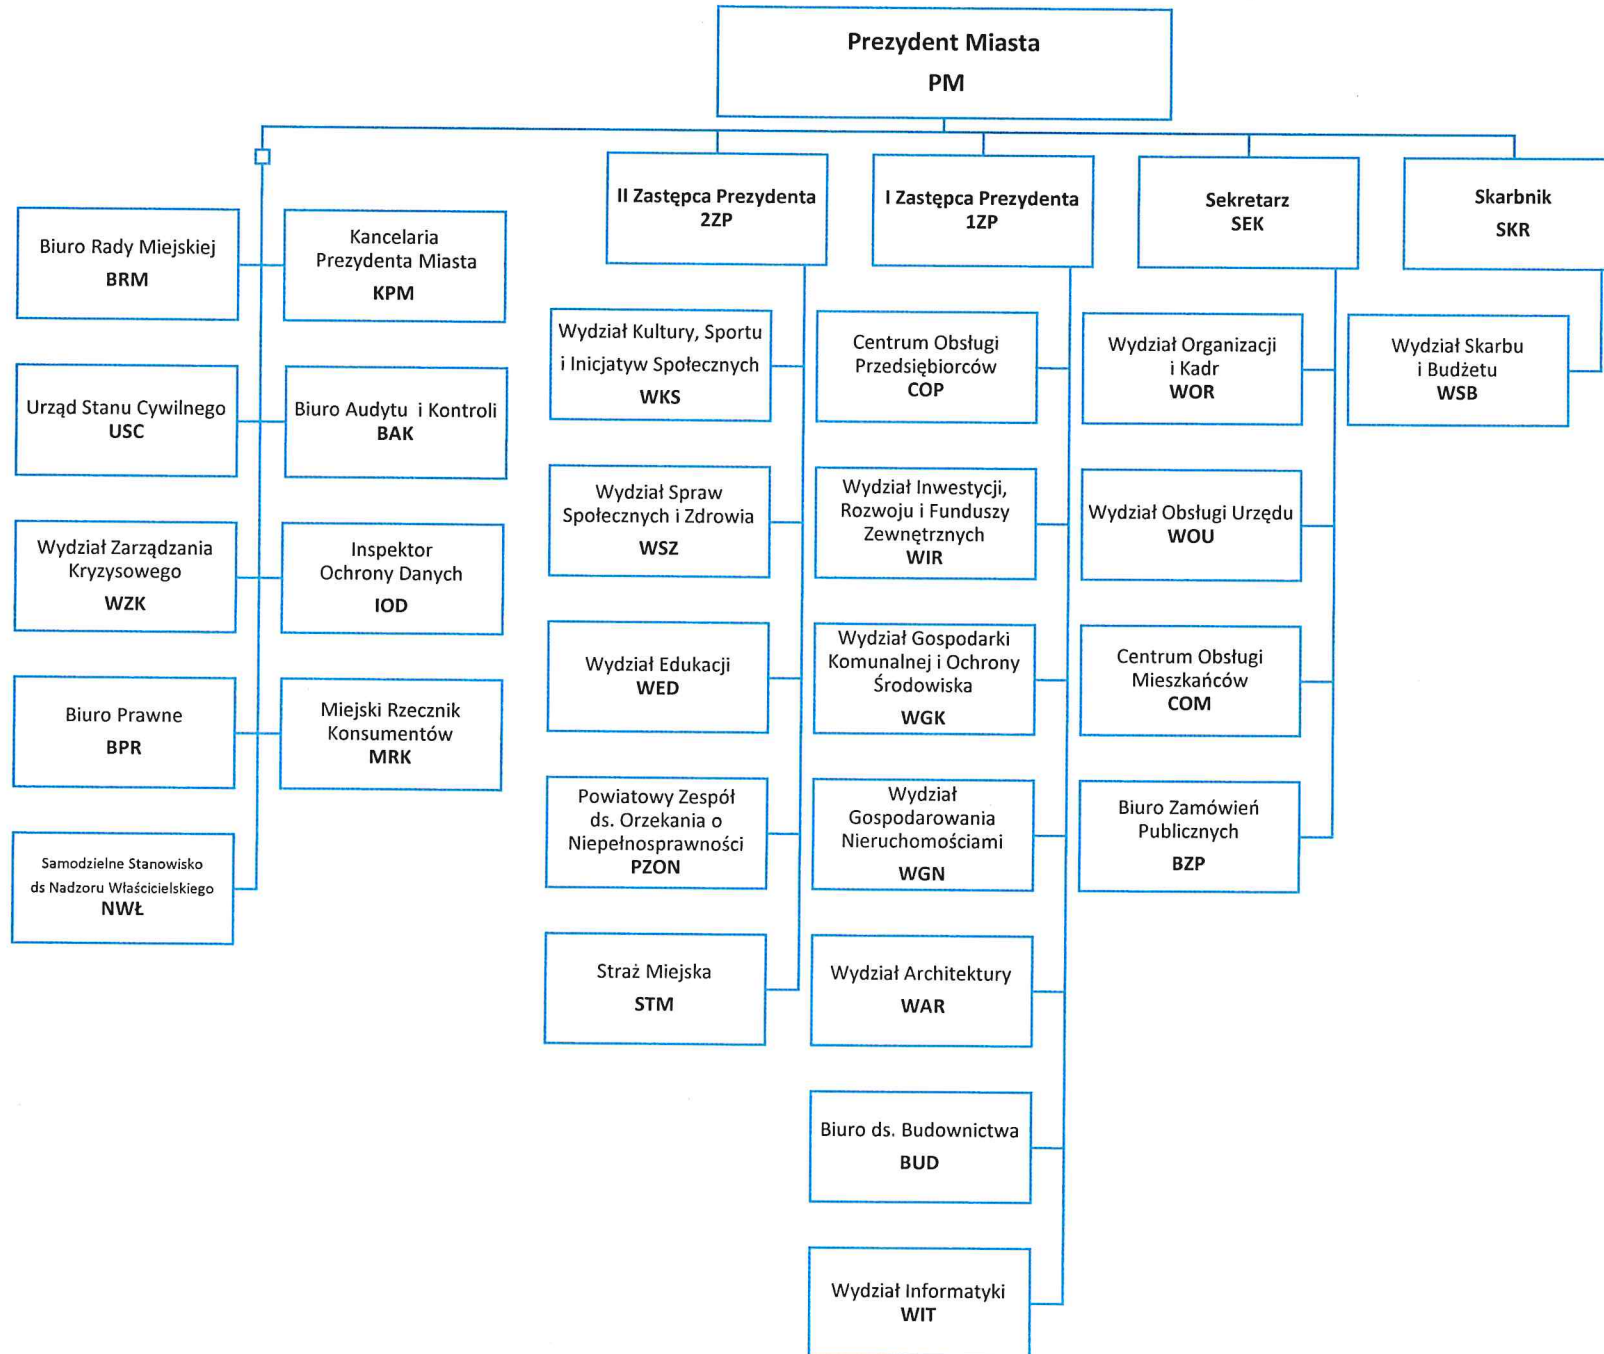 Prezydent Miasta
PM
II Zastępca Prezydenta
2ZP
I Zastępca Prezydenta
1ZP
Sekretarz
SEK
Skarbnik
SKR
Biuro Rady Miejskiej
BRM
Kancelaria
Prezydenta Miasta
KPM
Urząd Stanu Cywilnego
USC
Biuro Audytu i Kontroli
BAK
Wydział Zarządzania
Kryzysowego
WZK
Inspektor
Ochrony Danych
IOD
Biuro Prawne
BPR
Miejski Rzecznik
Konsumentów
MRK
Samodzielne Stanowisko
ds Nadzoru Właścicielskiego
NWŁ
Wydział Kultury, Sportu
i Inicjatyw Społecznych
WKS
Wydział Spraw
Społecznych i Zdrowia
WSZ
Wydział Edukacji
WED
Powiatowy Zespół
ds. Orzekania o
Niepełnosprawności
PZON
Straż Miejska
STM
Centrum Obsługi
Przedsiębiorców
COP
Wydział Inwestycji,
Rozwoju i Funduszy
Zewnętrznych
WIR
Wydział Gospodarki
Komunalnej i Ochrony
Środowiska
WGK
Wydział
Gospodarowania
Nieruchomościami
WGN
Wydział Architektury
WAR
Biuro ds. Budownictwa
BUD
Wydział Informatyki
WIT
Wydział Organizacji
i Kadr
WOR
Wydział Obsługi Urzędu
WOU
Centrum Obsługi
Mieszkańców
COM
Biuro Zamówień
Publicznych
BZP
Wydział Skarbu
i Budżetu
WSB